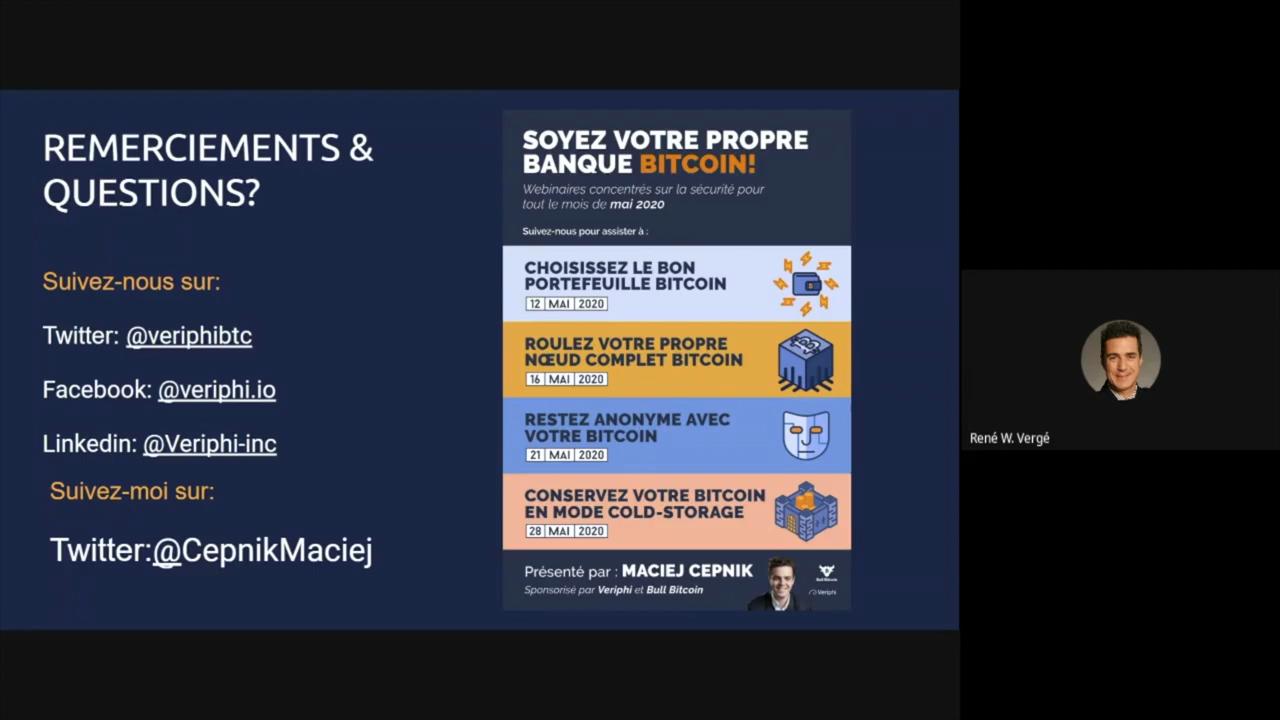 REMERCIEMENTS &
QUESTIONS?
Suivez-nous sur:
Twitter: @veriphibtc
Facebook: @veriphi.io
Linkedin: @Veriphi-inc
Suivez-moi sur:
Twitter:@CepnikMaciej
SOYEZ VOTRE PROPRE
BANQUE BITCOIN!
Webinaires concentrés sur la sécurité pour
tout le mois de mai 2020
Suivez-nous pour assister à :
CHOISISSEZ LE BON
PORTEFEUILLE BITCOIN
12 MAI 2020
ROULEZ VOTRE PROPRE
NŒUD COMPLET BITCOIN
16 MAI 2020
RESTEZ ANONYME AVEC
VOTRE BITCOIN
21 MAI 2020
CONSERVEZ VOTRE BITCOIN
EN MODE COLD-STORAGE
28 MAI 2020
Présenté par : MACIEJ CEPNIK
Sponsorisé par Veriphi et Bull Bitcoin
Bull Bitcoin
Veriphi
René W. Vergé